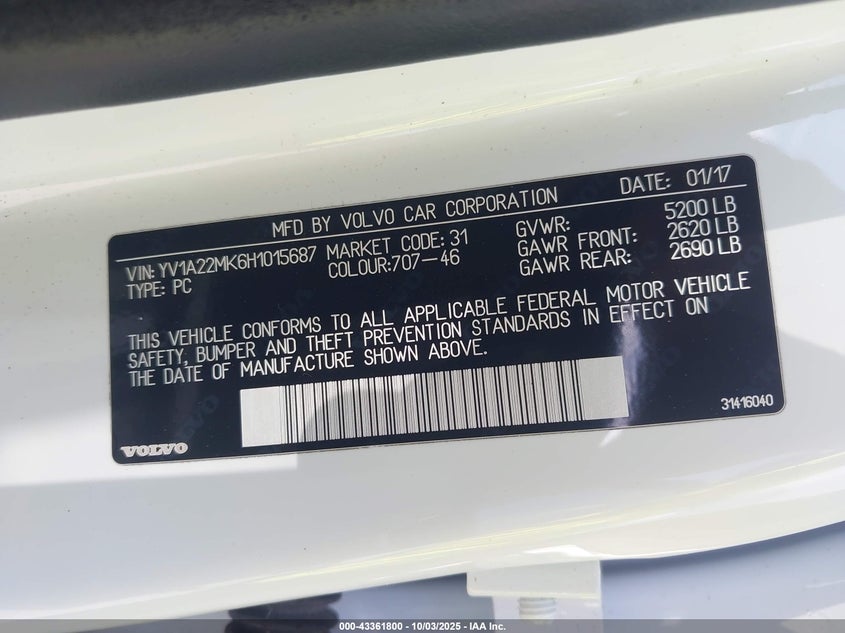 MFD BY VOLVO CAR CORPORATION DATE: 01/17
VIN: YV1A22MK6H1015687 MARKET CODE: 31 GVWR: 5200 LB
TYPE: PC COLOUR:707-46 GAWR FRONT: 2620 LB
GAWR REAR: 2690 LB
THIS VEHICLE CONFORMS TO ALL APPLICABLE FEDERAL MOTOR VEHICLE
SAFETY, BUMPER AND THEFT PREVENTION STANDARDS IN EFFECT ON
THE DATE OF MANUFACTURE SHOWN ABOVE.
31416040
VOLVO
000-43361800 - 10/03/2025 - IAA Inc.